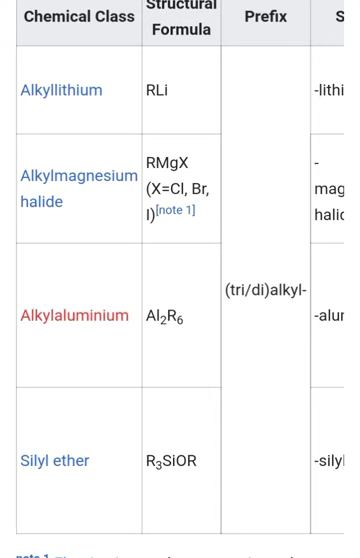 Structural
Chemical Class
Formula
Prefix
S
Alkyllithium
RLi
-lithi
Alkylmagnesium
halide
RMgX
(X=Cl, Br,
I)[note 1]
-
mag
halid
(tri/di)alkyl-
Alkylaluminium
Al₂R₆
-alur
Silyl ether
R₃SiOR
-silyl